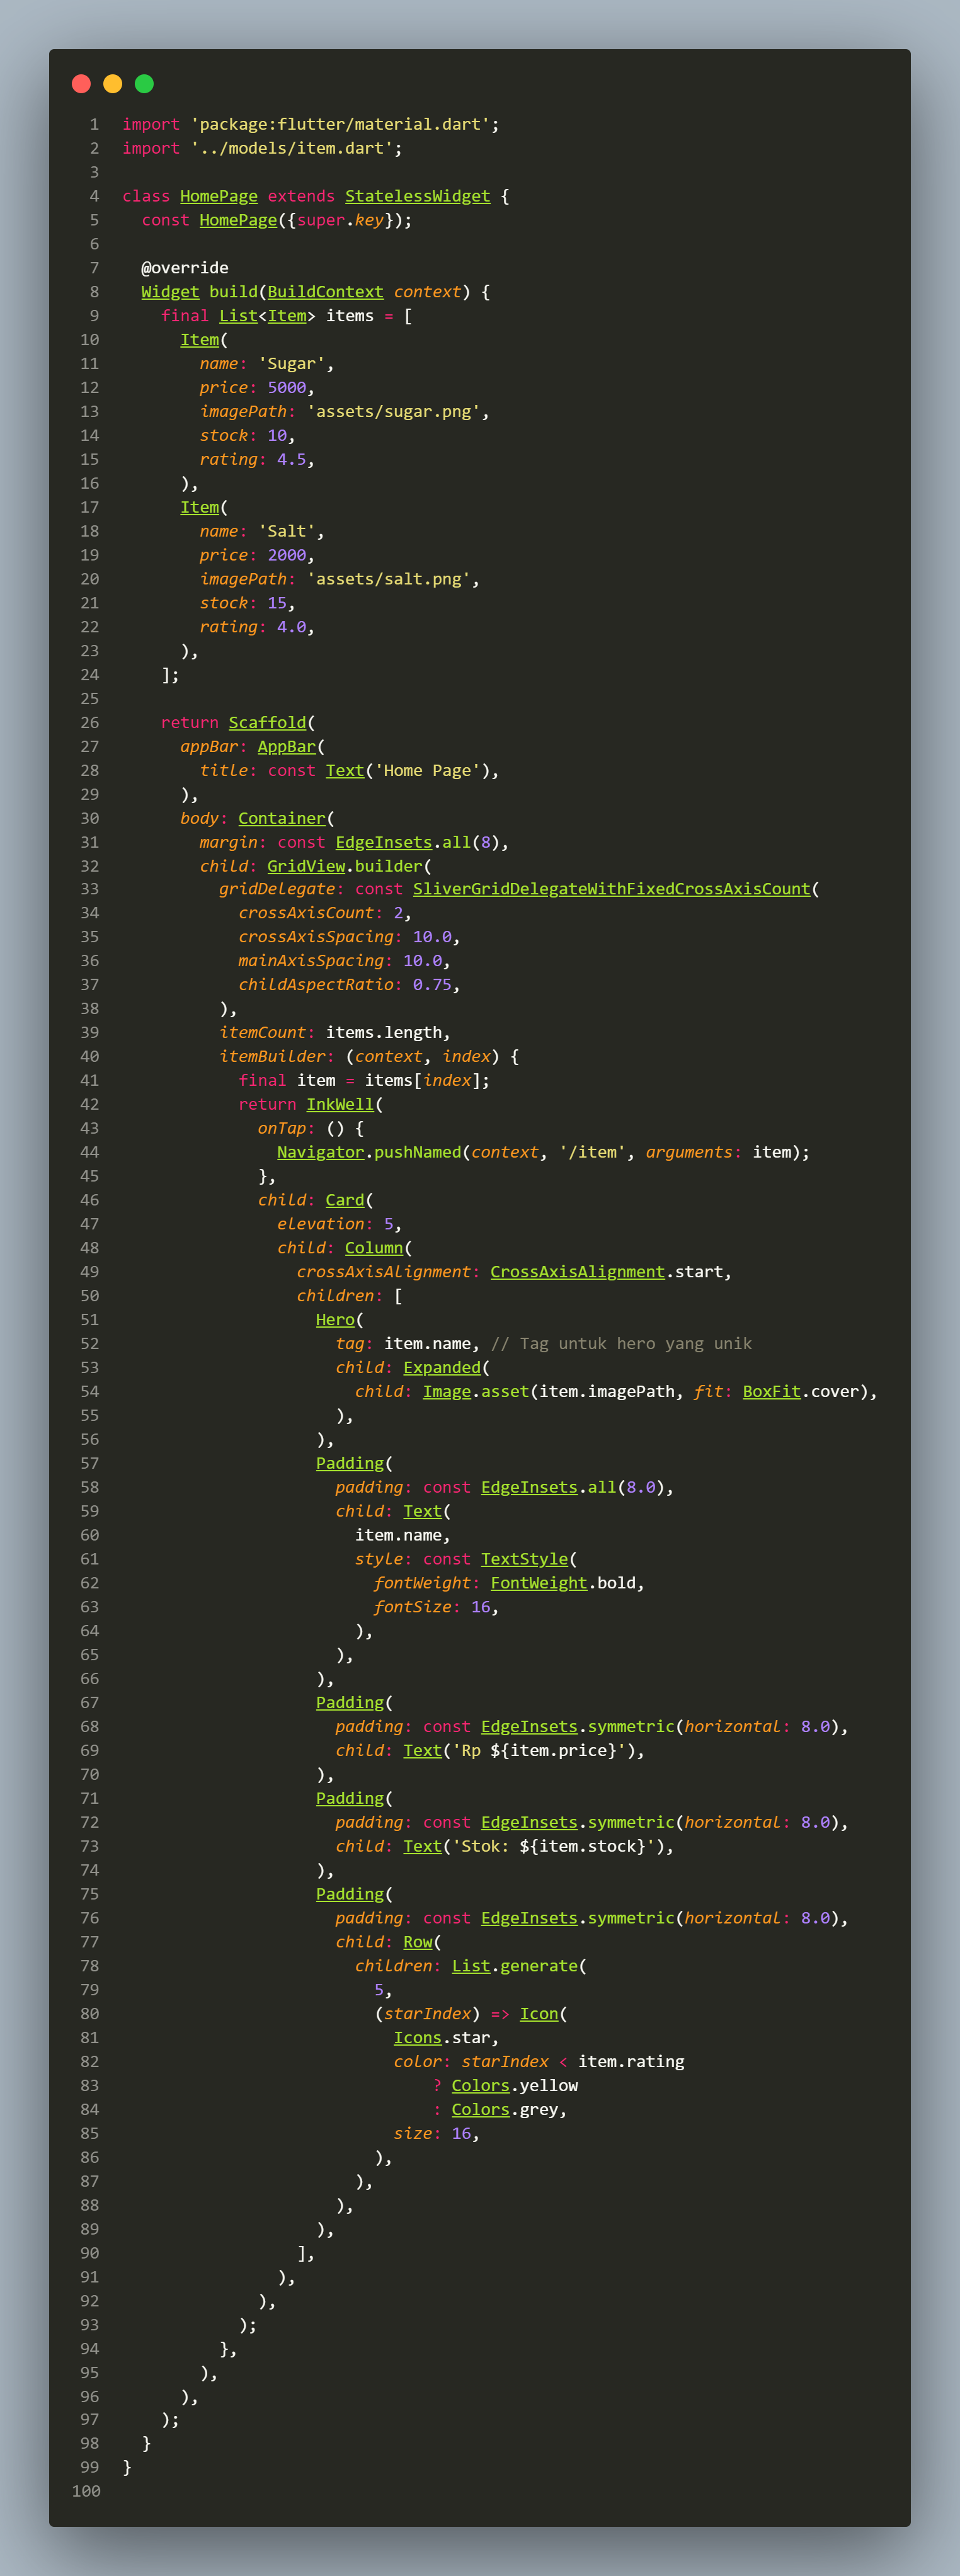 1 import 'package:flutter/material.dart';
2 import '../models/item.dart';
3
4 class HomePage extends StatelessWidget {
5   const HomePage({super.key});
6
7   @override
8   Widget build(BuildContext context) {
9     final List<Item> items = [
10       Item(
11         name: 'Sugar',
12         price: 5000,
13         imagePath: 'assets/sugar.png',
14         stock: 10,
15         rating: 4.5,
16       ),
17       Item(
18         name: 'Salt',
19         price: 2000,
20         imagePath: 'assets/salt.png',
21         stock: 15,
22         rating: 4.0,
23       ),
24     ];
25
26     return Scaffold(
27       appBar: AppBar(
28         title: const Text('Home Page'),
29       ),
30       body: Container(
31         margin: const EdgeInsets.all(8),
32         child: GridView.builder(
33           gridDelegate: const SliverGridDelegateWithFixedCrossAxisCount(
34             crossAxisCount: 2,
35             crossAxisSpacing: 10.0,
36             mainAxisSpacing: 10.0,
37             childAspectRatio: 0.75,
38           ),
39           itemCount: items.length,
40           itemBuilder: (context, index) {
41             final item = items[index];
42             return InkWell(
43               onTap: () {
44                 Navigator.pushNamed(context, '/item', arguments: item);
45               },
46               child: Card(
47                 elevation: 5,
48                 child: Column(
49                   crossAxisAlignment: CrossAxisAlignment.start,
50                   children: [
51                     Hero(
52                       tag: item.name, // Tag untuk hero yang unik
53                       child: Expanded(
54                         child: Image.asset(item.imagePath, fit: BoxFit.cover),
55                       ),
56                     ),
57                     Padding(
58                       padding: const EdgeInsets.all(8.0),
59                       child: Text(
60                         item.name,
61                         style: const TextStyle(
62                           fontWeight: FontWeight.bold,
63                           fontSize: 16,
64                         ),
65                       ),
66                     ),
67                     Padding(
68                       padding: const EdgeInsets.symmetric(horizontal: 8.0),
69                       child: Text('Rp ${item.price}'),
70                     ),
71                     Padding(
72                       padding: const EdgeInsets.symmetric(horizontal: 8.0),
73                       child: Text('Stok: ${item.stock}'),
74                     ),
75                     Padding(
76                       padding: const EdgeInsets.symmetric(horizontal: 8.0),
77                       child: Row(
78                         children: List.generate(
79                           5,
80                           (starIndex) => Icon(
81                             Icons.star,
82                             color: starIndex < item.rating
83                                 ? Colors.yellow
84                                 : Colors.grey,
85                             size: 16,
86                           ),
87                         ),
88                       ),
89                     ),
90                   ],
91                 ),
92               ),
93             );
94           },
95         ),
96       ),
97     );
98   }
99 }
100